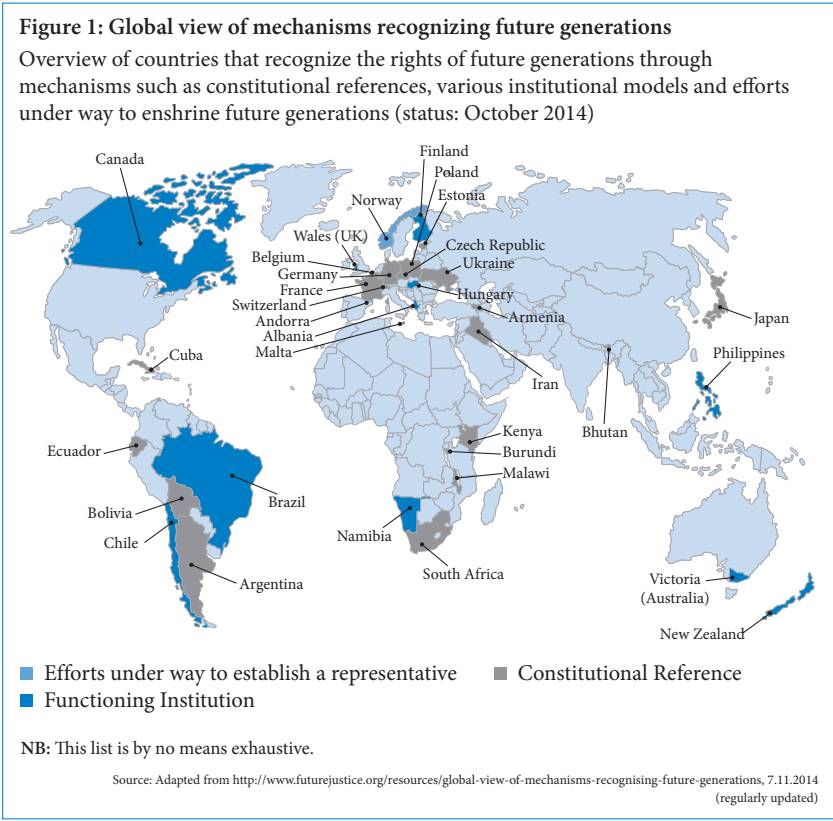 Figure 1: Global view of mechanisms recognizing future generations
Overview of countries that recognize the rights of future generations through
mechanisms such as constitutional references, various institutional models and efforts
under way to enshrine future generations (status: October 2014)
Canada
Finland
Poland
Estonia
Norway
Wales (UK)
Czech Republic
Belgium
Ukraine
Germany
France
Hungary
Switzerland
Andorra
Armenia
Albania
Malta
Japan
Cuba
Philippines
Iran
Kenya
Bhutan
Ecuador
Burundi
Malawi
Brazil
Bolivia
Namibia
Chile
South Africa
Argentina
Victoria
(Australia)
New Zealand
Efforts under way to establish a representative
Constitutional Reference
Functioning Institution
NB: This list is by no means exhaustive.
Source: Adapted from http://www.futurejustice.org/resources/global-view-of-mechanisms-recognising-future-generations, 7.11.2014
(regularly updated)